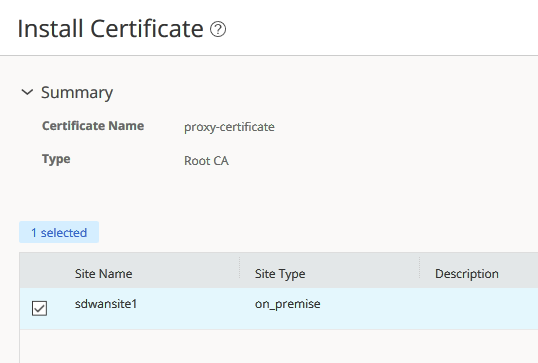 Install Certificate ?
Summary
Certificate Name proxy-certificate
Type Root CA
1 selected
Site Name Site Type Description
sdwansite1 on_premise